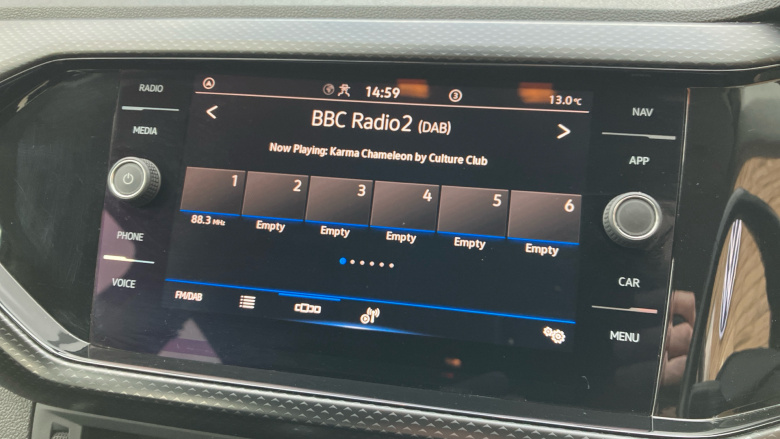 RADIO
MEDIA
PHONE
VOICE
14:59
3
13.0°C
< BBC Radio2 (DAB) >
Now Playing: Karma Chameleon by Culture Club
1 2 3 4 5 6
88.3 MHz Empty Empty Empty Empty Empty
FM/DAB
NAV
APP
CAR
MENU